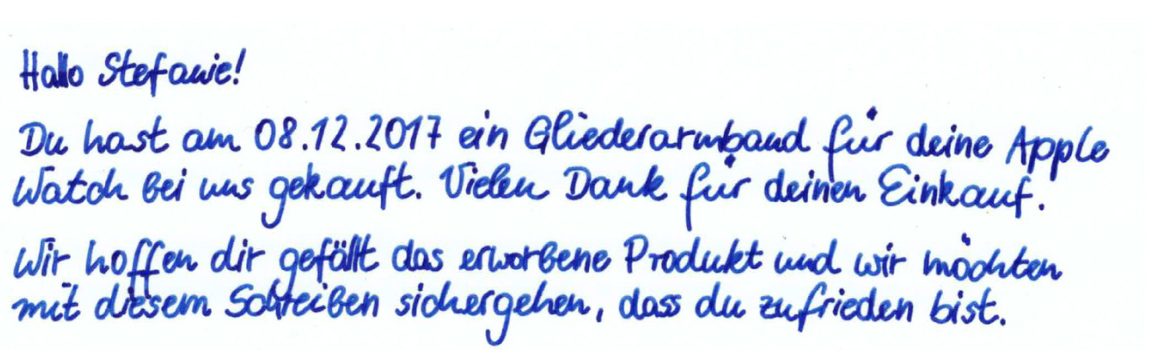 Hallo Stefanie!
Du hast am 08.12.2017 ein Gliederarmband für deine Apple
Watch bei uns gekauft. Vielen Dank für deinen Einkauf.
Wir hoffen dir gefällt das erworbene Produkt und wir möchten
mit diesem Schreiben sichergehen, dass du zufrieden bist.